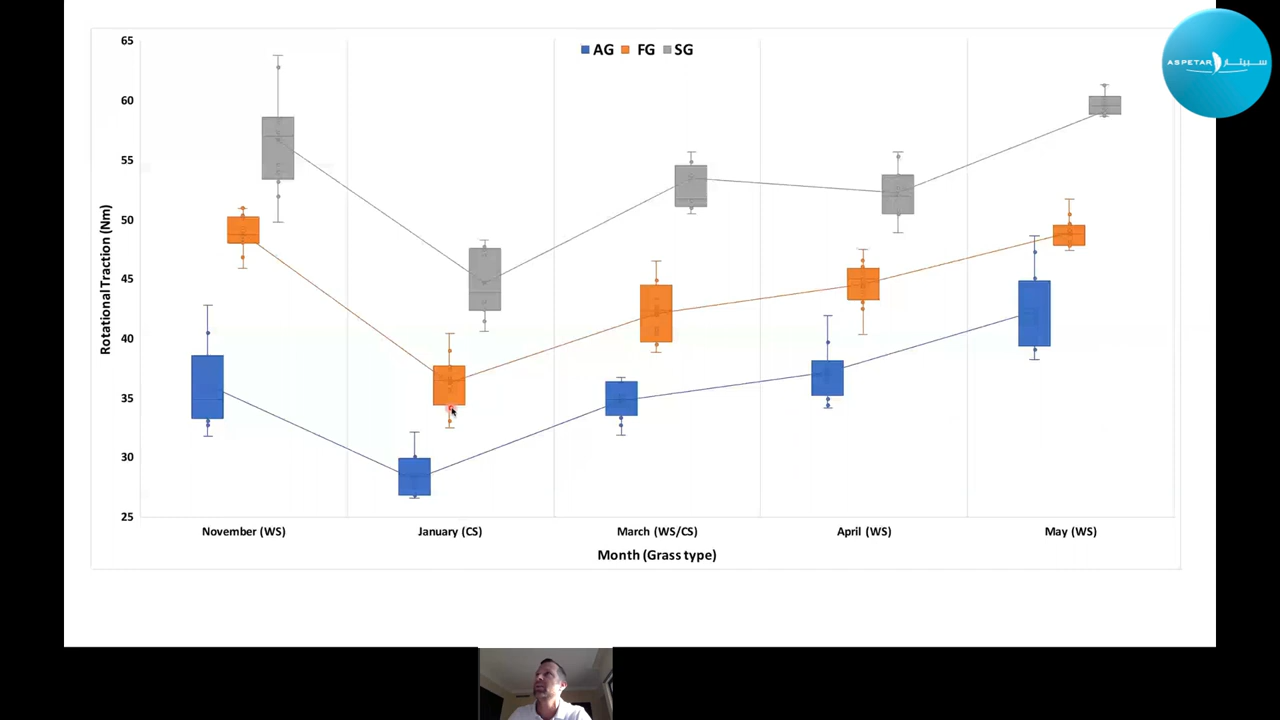 65
AG FG SG
60
55
50
45
40
35
30
25
Rotational Traction (Nm)
November (WS) January (CS) March (WS/CS) April (WS) May (WS)
Month (Grass type)
ASPETAR سبيتار